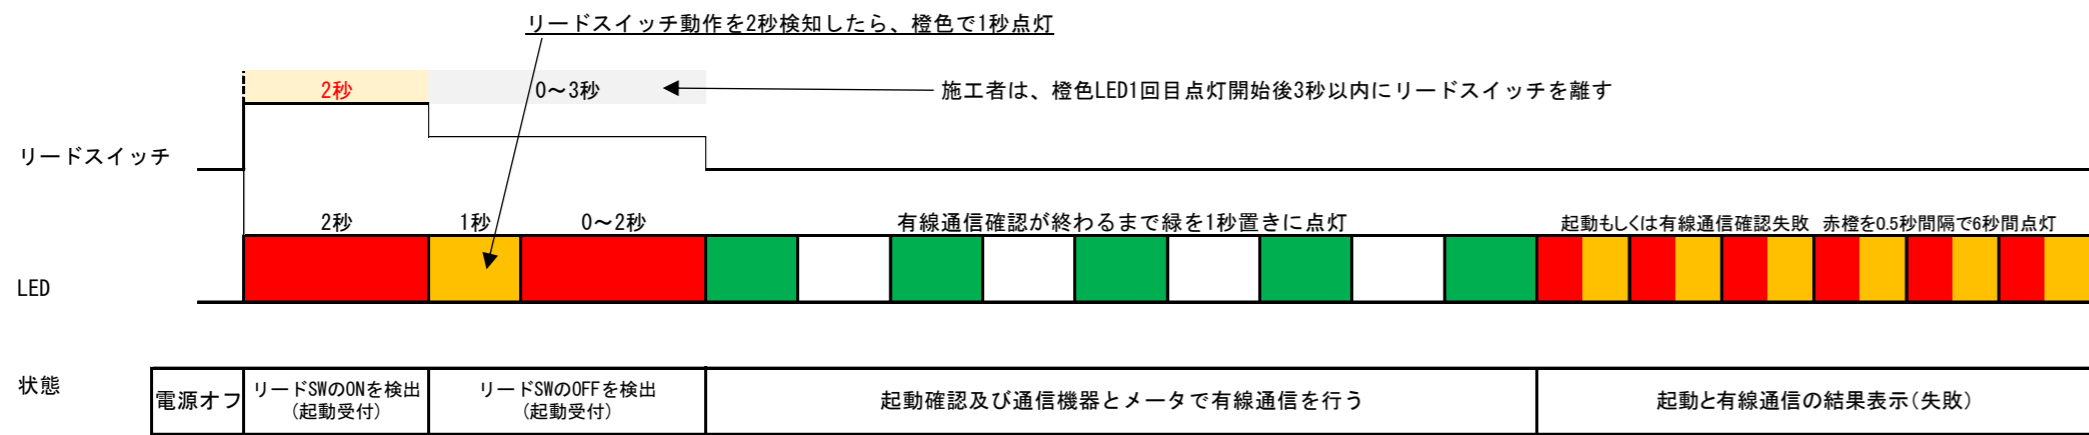 リードスイッチ動作を2秒検知したら、橙色で1秒点灯
2秒
0～3秒
施工者は、橙色LED1回目点灯開始後3秒以内にリードスイッチを離す
リードスイッチ
2秒
1秒
0～2秒
有線通信確認が終わるまで緑を1秒置きに点灯
起動もしくは有線通信確認失敗 赤橙を0.5秒間隔で6秒間点灯
LED
状態
電源オフ
リードSWのONを検出
(起動受付)
リードSWのOFFを検出
(起動受付)
起動確認及び通信機器とメータで有線通信を行う
起動と有線通信の結果表示(失敗)